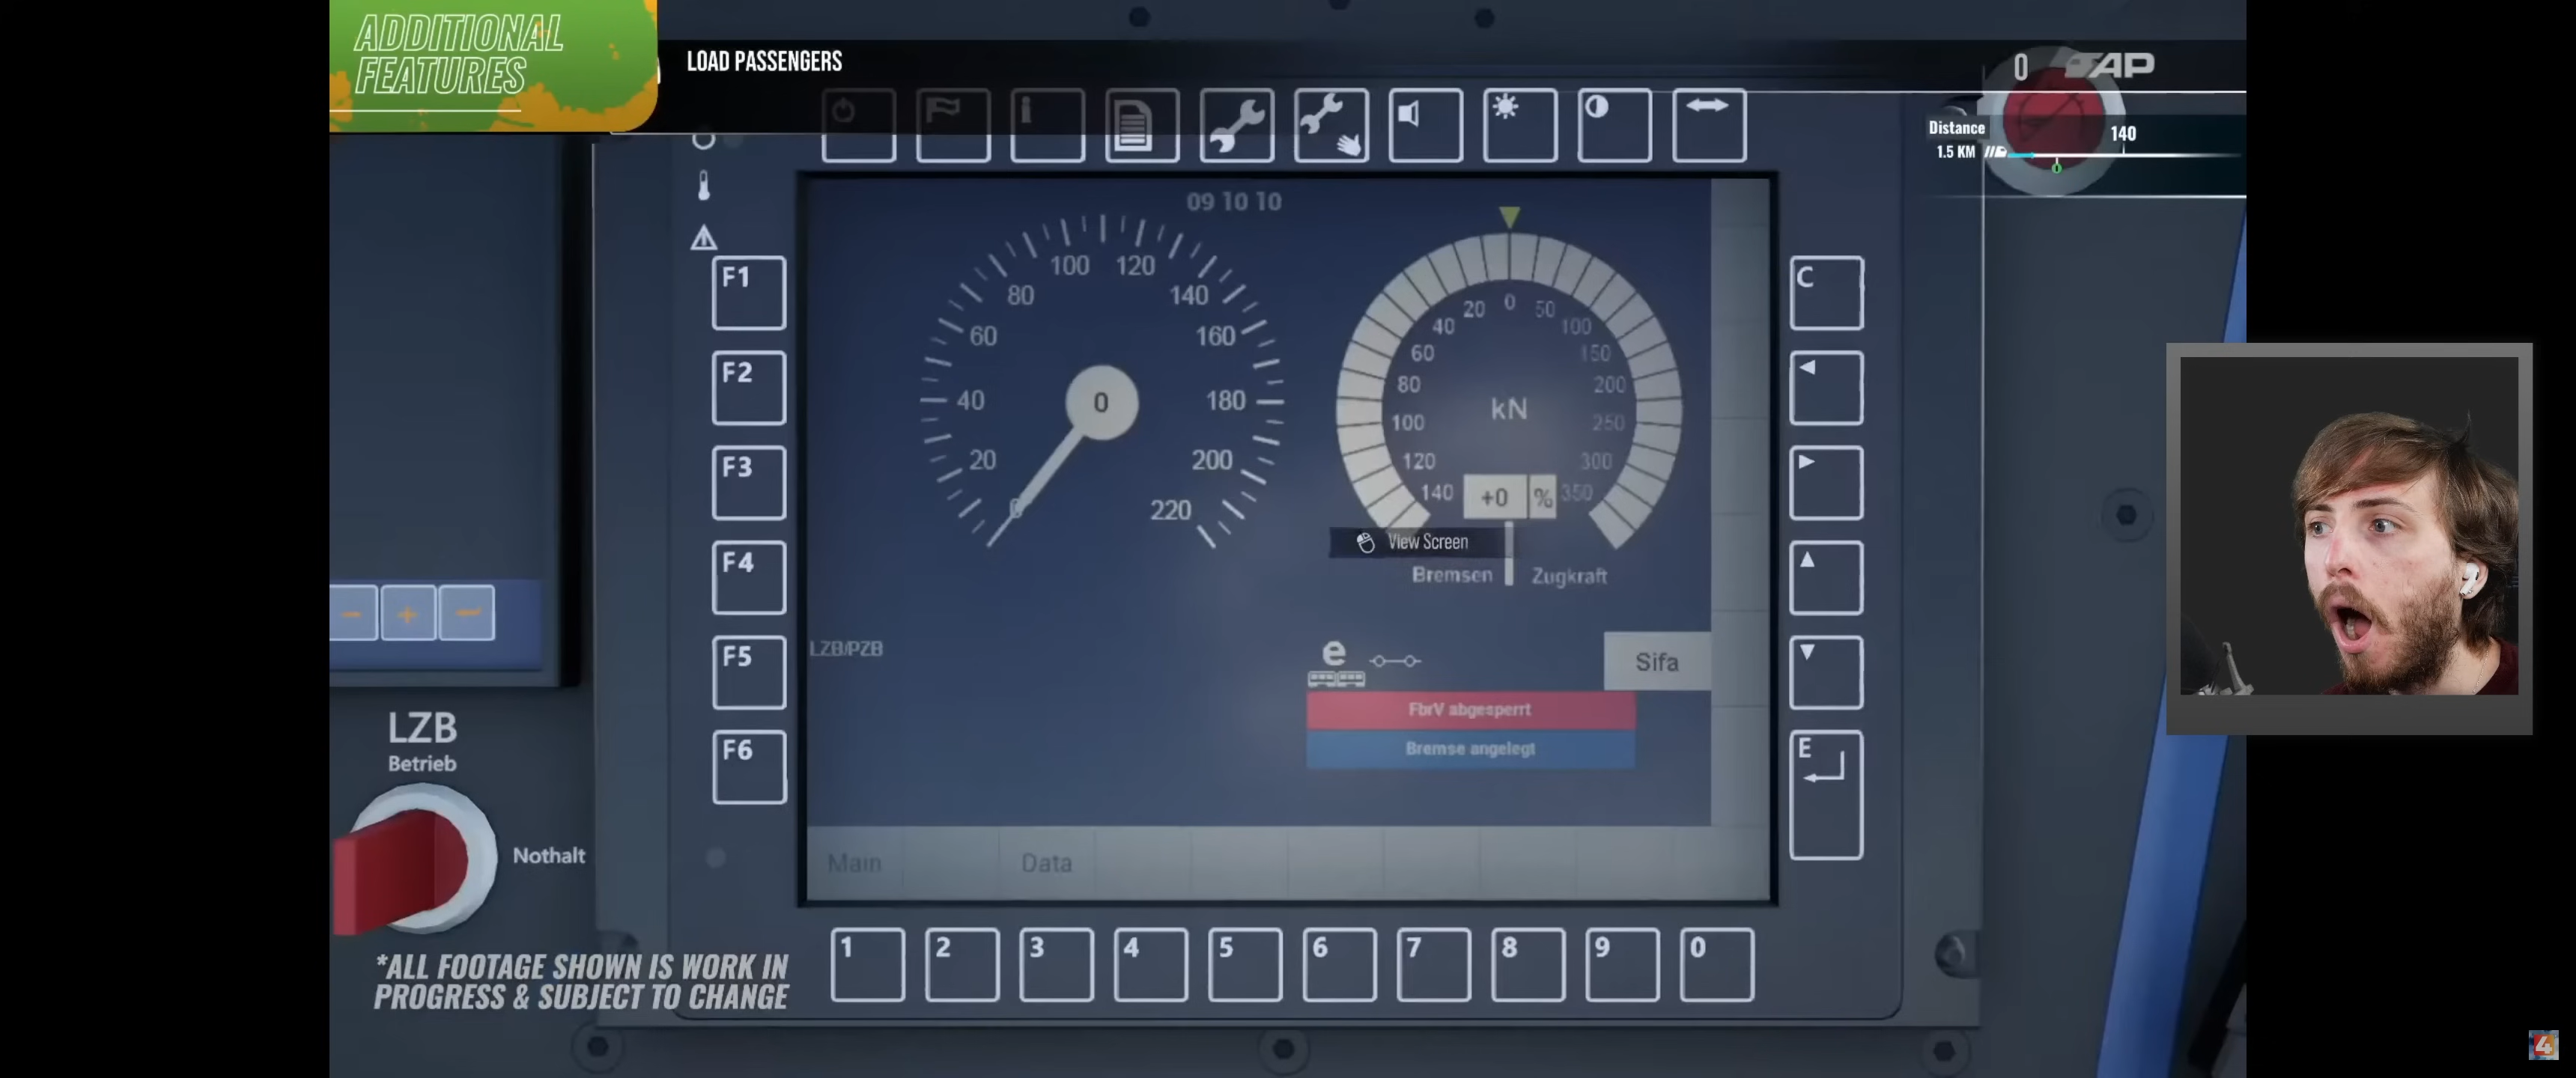 ADDITIONAL
FEATURES
LOAD PASSENGERS
0
AP
Distance
140
1.5 KM
09 10 10
F1
F2
F3
F4
F5
F6
0
20
40
60
80
100
120
140
160
180
200
220
0
140
120
100
80
60
40
20
0
50
100
150
200
250
300
350
kN
+0 %
View Screen
Bremsen
Zugkraft
C
E
LZB/PZB
e
Sifa
FbrV abgesperrt
Bremse angelegt
Main
Data
LZB
Betrieb
Nothalt
1 2 3 4 5 6 7 8 9 0
*ALL FOOTAGE SHOWN IS WORK IN
PROGRESS & SUBJECT TO CHANGE
4